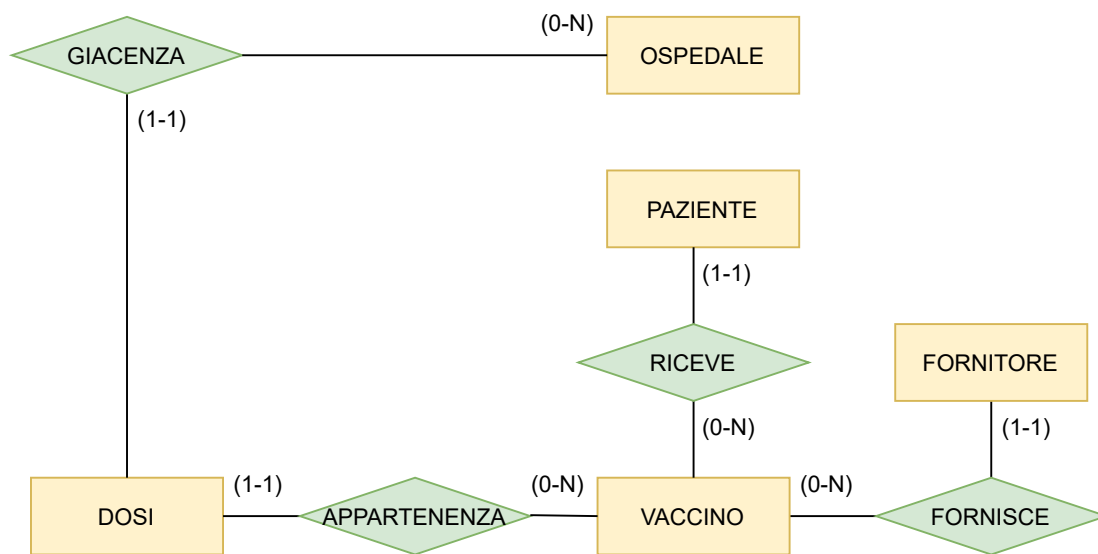 (0-N)
GIACENZA
OSPEDALE
(1-1)
PAZIENTE
(1-1)
RICEVE
FORNITORE
(0-N)
(1-1)
(1-1)
(0-N)
(0-N)
DOSI
APPARTENENZA
VACCINO
FORNISCE